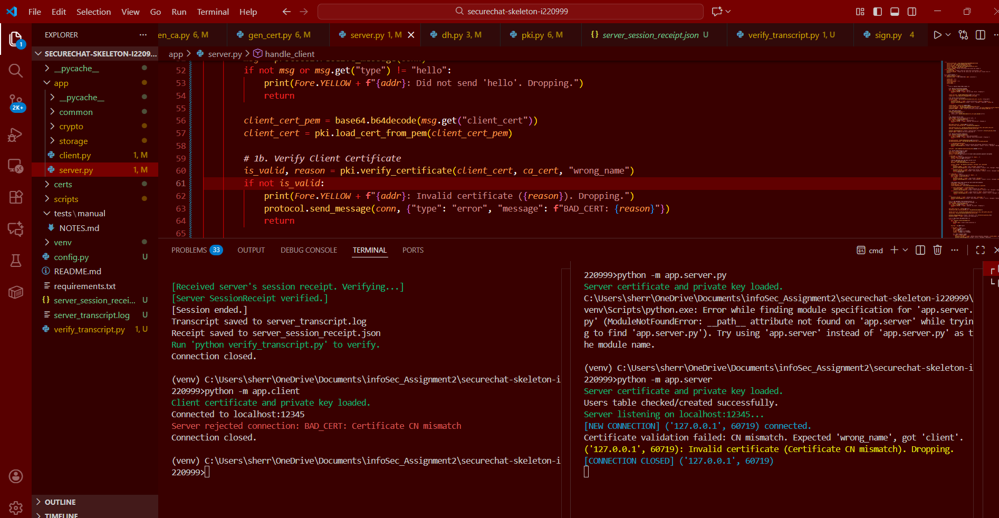 File Edit Selection View Go Run Terminal Help
securechat-skeleton-i220999
EXPLORER
en_ca.py 6, M
gen_cert.py 6, M
server.py 1, M
dh.py 3, M
pki.py 6, M
{} server_session_receipt.json U
verify_transcript.py 1, U
sign.py 4
1
2K+
SECURECHAT-SKELETON-I2209...
__pycache__
app
__pycache__
common
crypto
storage
client.py 1, M
server.py 1, M
certs
scripts
tests\manual
NOTES.md
venv
config.py U
README.md
requirements.txt
{} server_session_recei... U
server_transcript.log U
verify_transcript.py 1, U
OUTLINE
TIMELINE
app > server.py > handle_client
52 if not msg or msg.get("type") != "hello":
53 print(Fore.YELLOW + f"{addr}: Did not send 'hello'. Dropping.")
54 return
55
56 client_cert_pem = base64.b64decode(msg.get("client_cert"))
57 client_cert = pki.load_cert_from_pem(client_cert_pem)
58
59 # 1b. Verify Client Certificate
60 is_valid, reason = pki.verify_certificate(client_cert, ca_cert, "wrong_name")
61 if not is_valid:
62 print(Fore.YELLOW + f"{addr}: Invalid certificate ({reason}). Dropping.")
63 protocol.send_message(conn, {"type": "error", "message": f"BAD_CERT: {reason}"})
64 return
65
PROBLEMS 33 OUTPUT DEBUG CONSOLE TERMINAL PORTS
cmd
[Received server's session receipt. Verifying...]
[Server SessionReceipt verified.]
[Session ended.]
Transcript saved to server_transcript.log
Receipt saved to server_session_receipt.json
Run 'python verify_transcript.py' to verify.
Connection closed.
(venv) C:\Users\sherr\OneDrive\Documents\infoSec_Assignment2\securechat-skeleton-i
220999>python -m app.client
Client certificate and private key loaded.
Connected to localhost:12345
Server rejected connection: BAD_CERT: Certificate CN mismatch
Connection closed.
(venv) C:\Users\sherr\OneDrive\Documents\infoSec_Assignment2\securechat-skeleton-i
220999>
220999>python -m app.server.py
Server certificate and private key loaded.
C:\Users\sherr\OneDrive\Documents\infoSec_Assignment2\securechat-skeleton-i220999\
venv\Scripts\python.exe: Error while finding module specification for 'app.server.
py' (ModuleNotFoundError: __path__ attribute not found on 'app.server' while tryin
g to find 'app.server.py'). Try using 'app.server' instead of 'app.server.py' as t
he module name.
(venv) C:\Users\sherr\OneDrive\Documents\infoSec_Assignment2\securechat-skeleton-i
220999>python -m app.server
Server certificate and private key loaded.
Users table checked/created successfully.
Server listening on localhost:12345...
[NEW CONNECTION] ('127.0.0.1', 60719) connected.
Certificate validation failed: CN mismatch. Expected 'wrong_name', got 'client'.
('127.0.0.1', 60719): Invalid certificate (Certificate CN mismatch). Dropping.
[CONNECTION CLOSED] ('127.0.0.1', 60719)